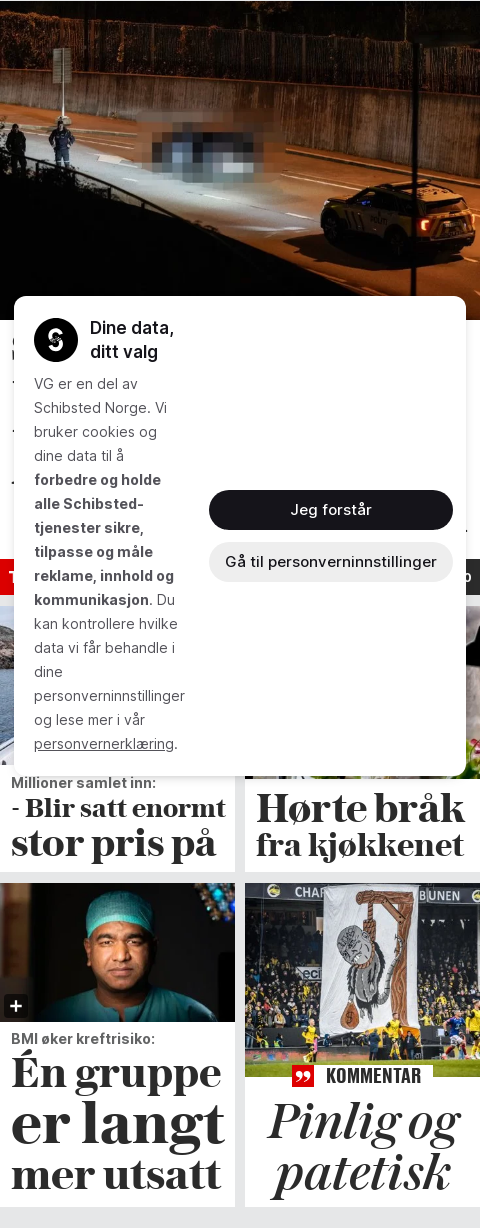 Dine data,
ditt valg
VG er en del av
Schibsted Norge. Vi
bruker cookies og
dine data til å
forbedre og holde
alle Schibsted-
tjenester sikre,
tilpasse og måle
reklame, innhold og
kommunikasjon. Du
kan kontrollere hvilke
data vi får behandle i
dine
personverninnstillinger
og lese mer i vår
personvernerklæring.
Jeg forstår
Gå til personverninnstillinger
Millioner samlet inn:
- Blir satt enormt
stor pris på
Hørte bråk
fra kjøkkenet
BMI øker kreftrisiko:
Én gruppe
er langt
mer utsatt
KOMMENTAR
Pinlig og
patetisk